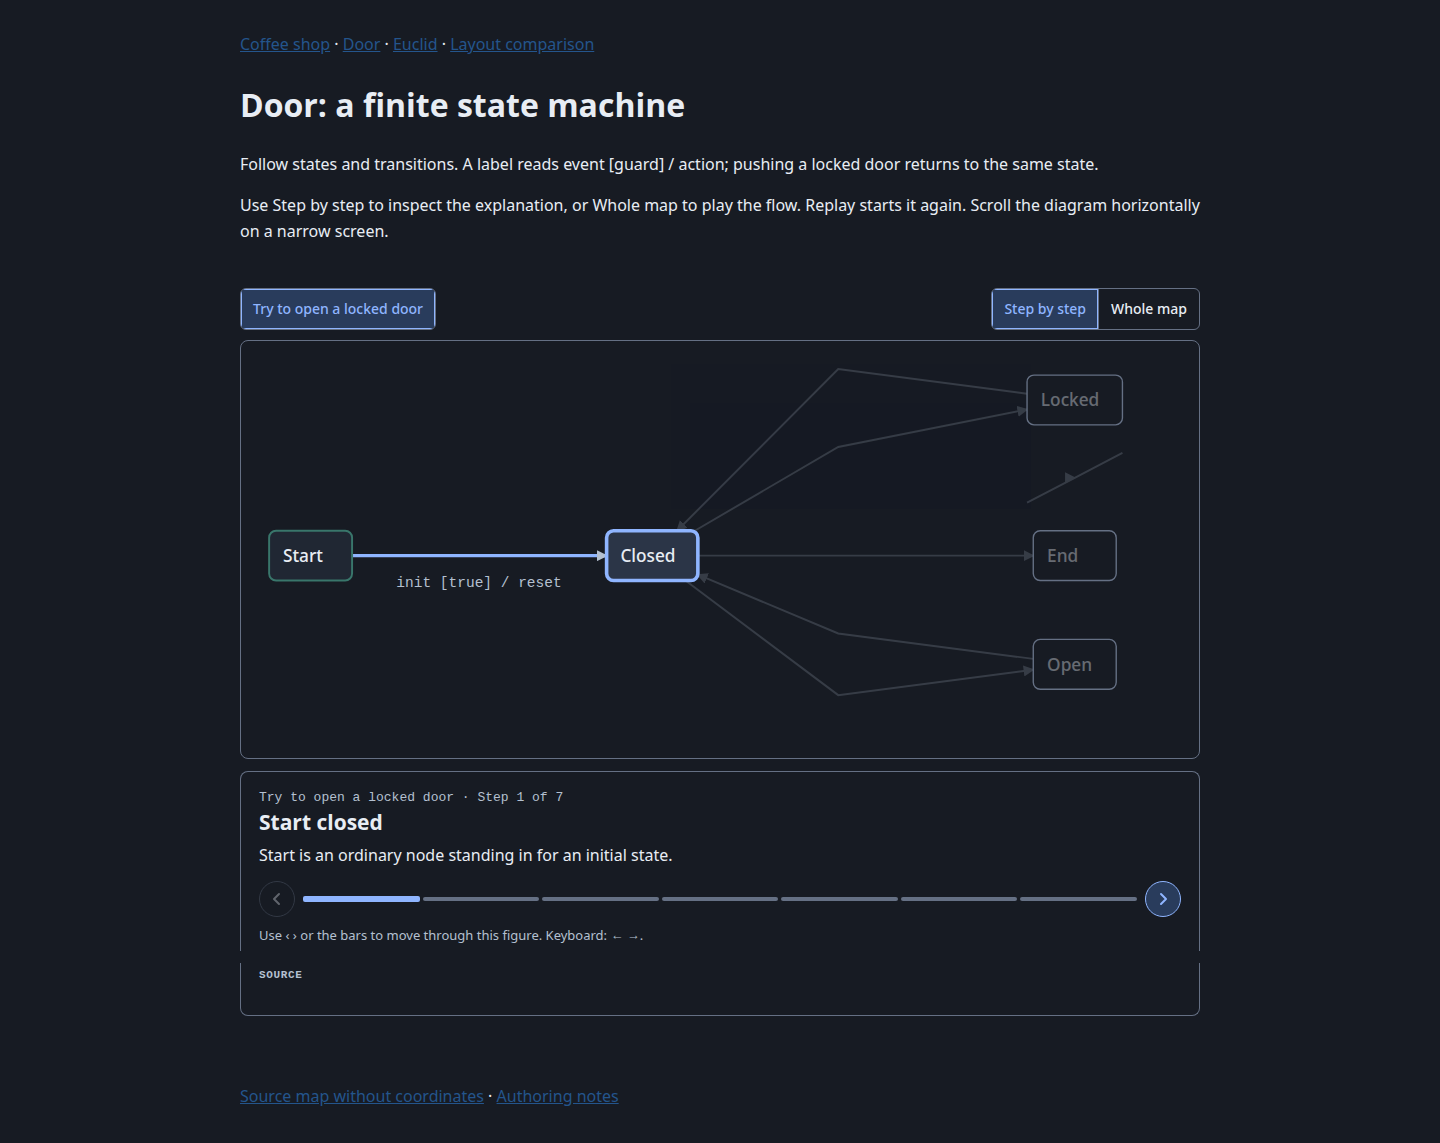 Coffee shop · Door · Euclid · Layout comparison
Door: a finite state machine
Follow states and transitions. A label reads event [guard] / action; pushing a locked door returns to the same state.
Use Step by step to inspect the explanation, or Whole map to play the flow. Replay starts it again. Scroll the diagram horizontally
on a narrow screen.
Try to open a locked door
Step by step
Whole map
Locked
Start
Closed
End
init [true] / reset
Open
Try to open a locked door · Step 1 of 7
Start closed
Start is an ordinary node standing in for an initial state.
Use ‹ › or the bars to move through this figure. Keyboard: ← →.
SOURCE
Source map without coordinates · Authoring notes